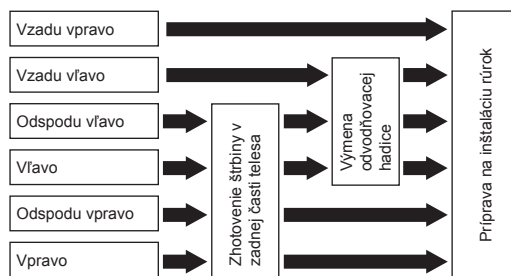 Vzadu vpravo
Vzadu vľavo
Odspodu vľavo
Vľavo
Odspodu vpravo
Vpravo
Zhotovenie štrbiny v
zadnej časti telesa
Výmena
odvodňovacej
hadice
Príprava na inštaláciu rúrok